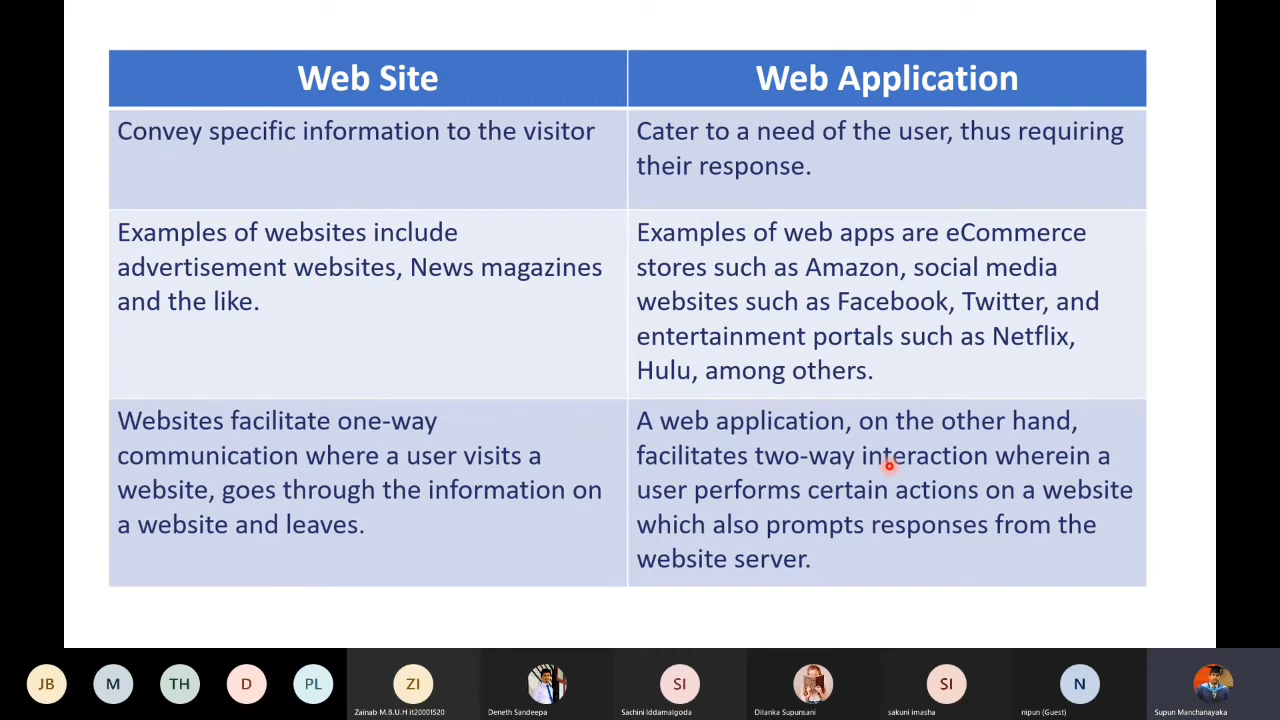 Web Site
Web Application
Convey specific information to the visitor
Cater to a need of the user, thus requiring
their response.
Examples of websites include
advertisement websites, News magazines
and the like.
Examples of web apps are eCommerce
stores such as Amazon, social media
websites such as Facebook, Twitter, and
entertainment portals such as Netflix,
Hulu, among others.
Websites facilitate one-way
communication where a user visits a
website, goes through the information on
a website and leaves.
A web application, on the other hand,
facilitates two-way interaction wherein a
user performs certain actions on a website
which also prompts responses from the
website server.
JB
M
TH
D
PL
ZI
SI
SI
N
Zainab M.B.U.H it20001520
Deneth Sandeepa
Sachini Iddamalgoda
Dilanka Supunsani
sakuni imasha
nipun (Guest)
Supun Manchanayaka